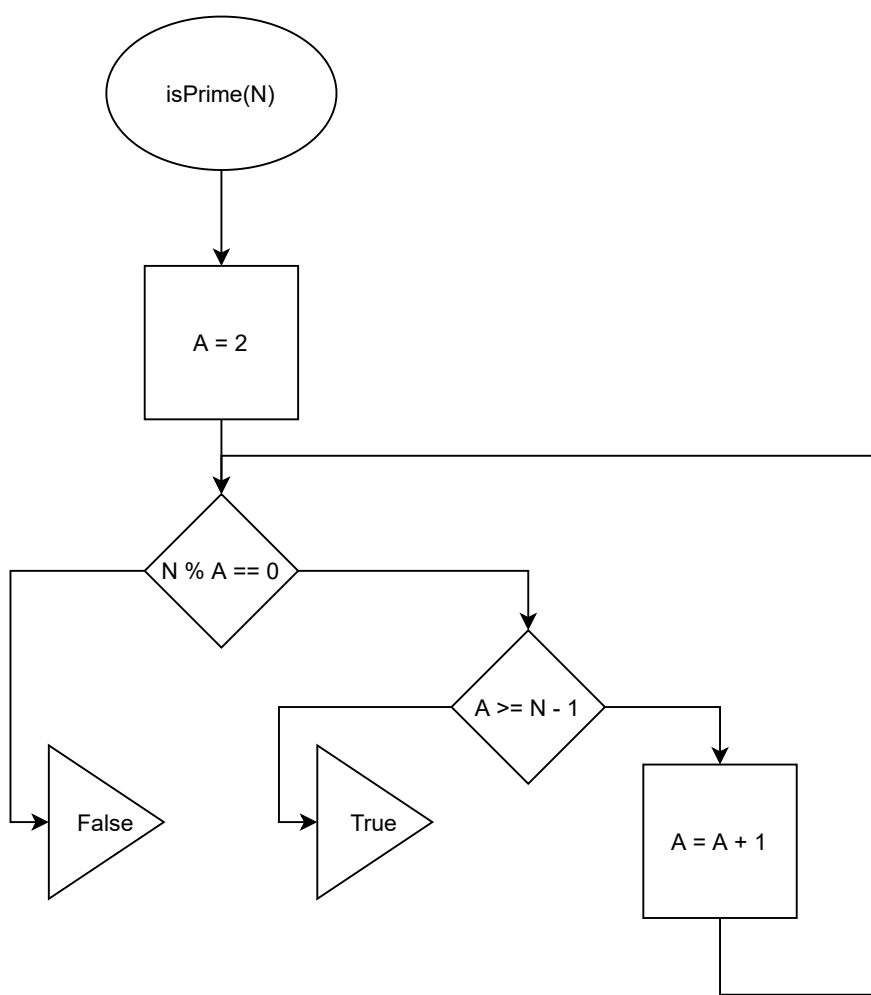 isPrime(N)
A = 2
N % A == 0
A >= N - 1
False
True
A = A + 1